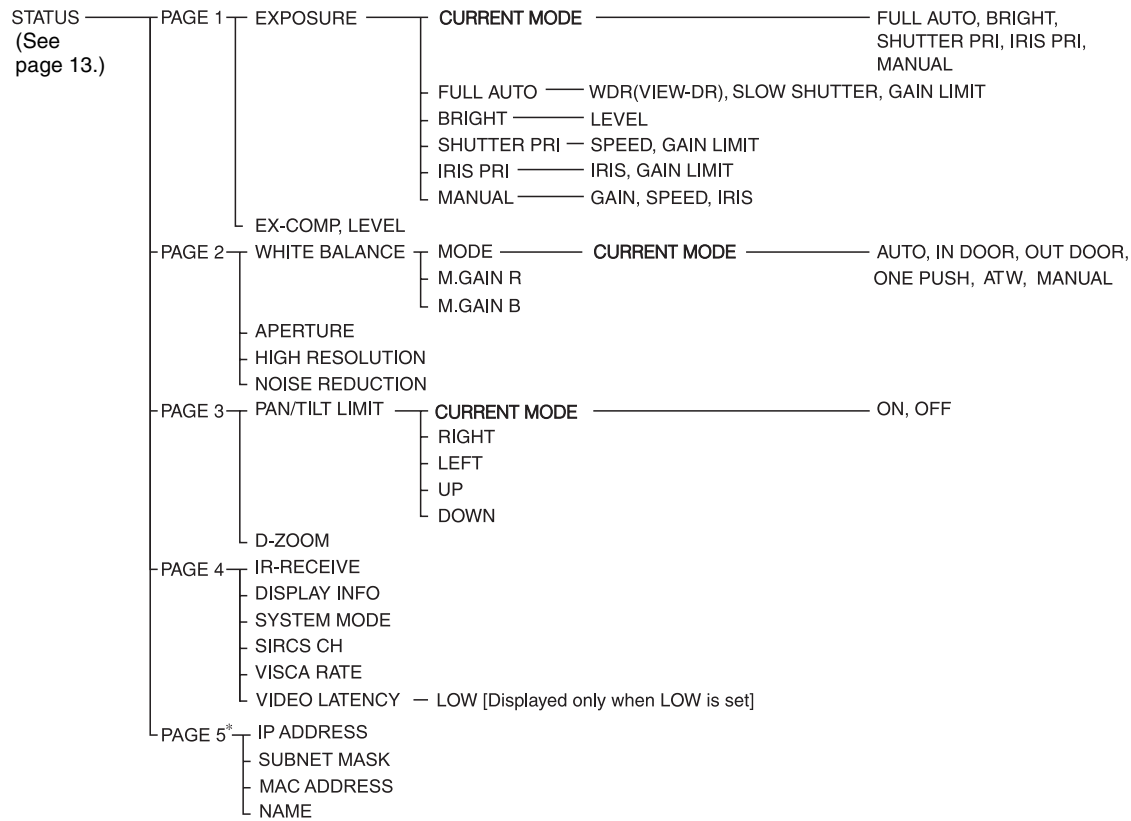 STATUS PAGE 1 EXPOSURE CURRENT MODE FULL AUTO, BRIGHT,
(See SHUTTER PRI, IRIS PRI,
page 13.) MANUAL
FULL AUTO WDR(VIEW-DR), SLOW SHUTTER, GAIN LIMIT
BRIGHT LEVEL
SHUTTER PRI SPEED, GAIN LIMIT
IRIS PRI IRIS, GAIN LIMIT
MANUAL GAIN, SPEED, IRIS
EX-COMP, LEVEL
PAGE 2 WHITE BALANCE MODE CURRENT MODE AUTO, IN DOOR, OUT DOOR,
M.GAIN R ONE PUSH, ATW, MANUAL
M.GAIN B
APERTURE
HIGH RESOLUTION
NOISE REDUCTION
PAGE 3 PAN/TILT LIMIT CURRENT MODE ON, OFF
RIGHT
LEFT
UP
DOWN
D-ZOOM
PAGE 4 IR-RECEIVE
DISPLAY INFO
SYSTEM MODE
SIRCS CH
VISCA RATE
VIDEO LATENCY LOW [Displayed only when LOW is set]
PAGE 5* IP ADDRESS
SUBNET MASK
MAC ADDRESS
NAME